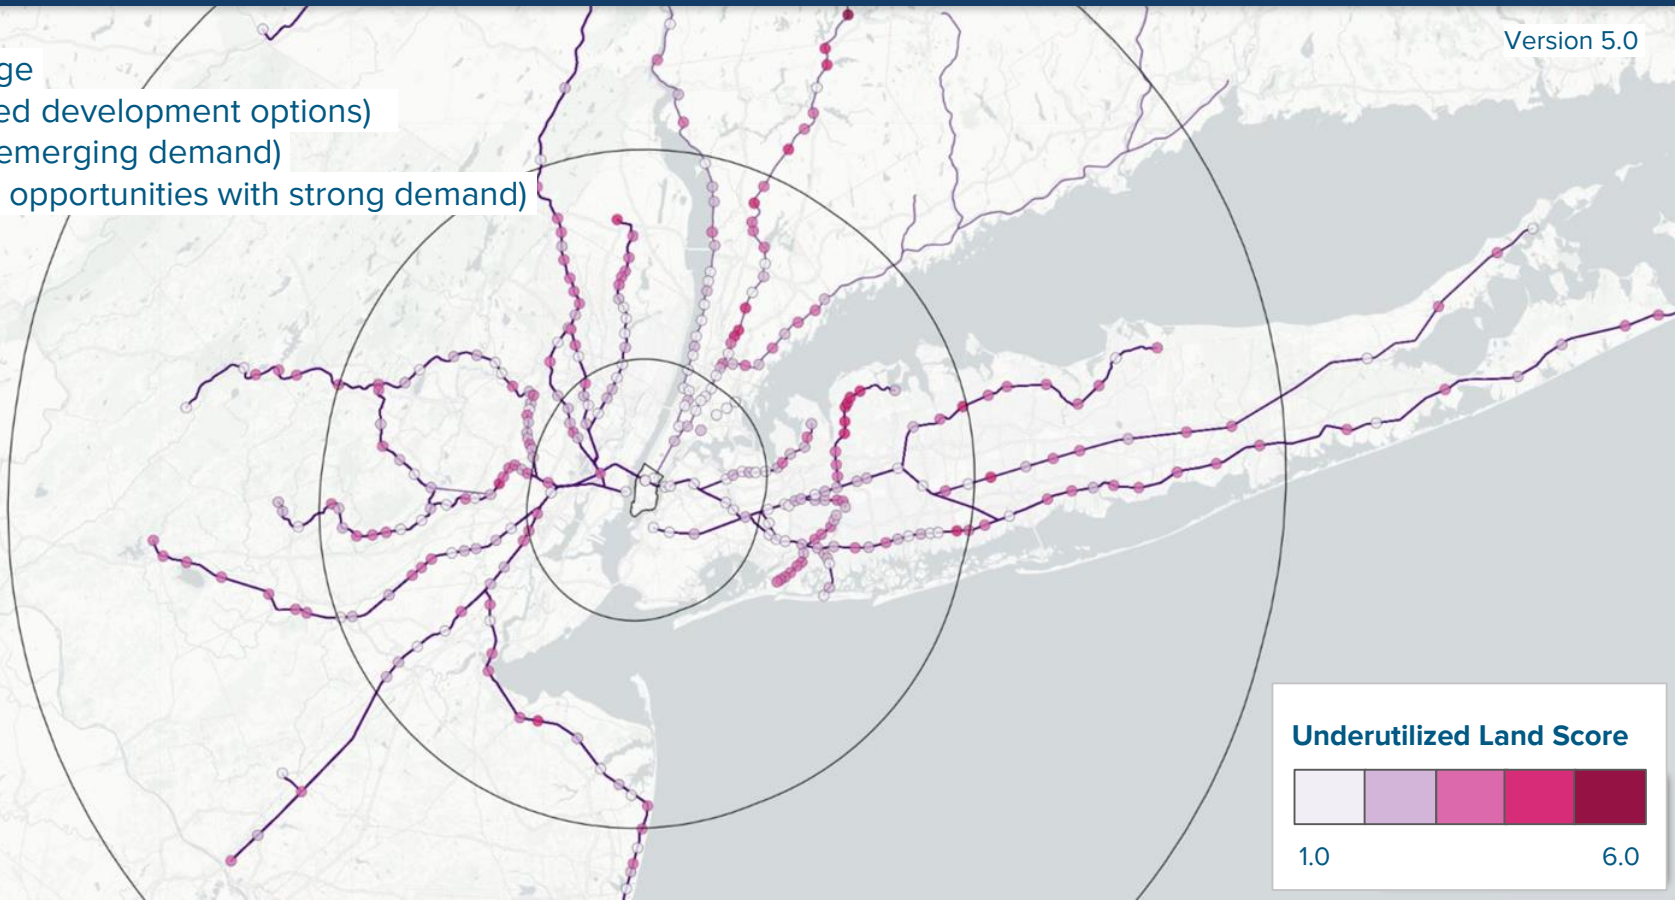 Version 5.0
ge
ed development options)
emerging demand)
opportunities with strong demand)
Underutilized Land Score
1.0 6.0